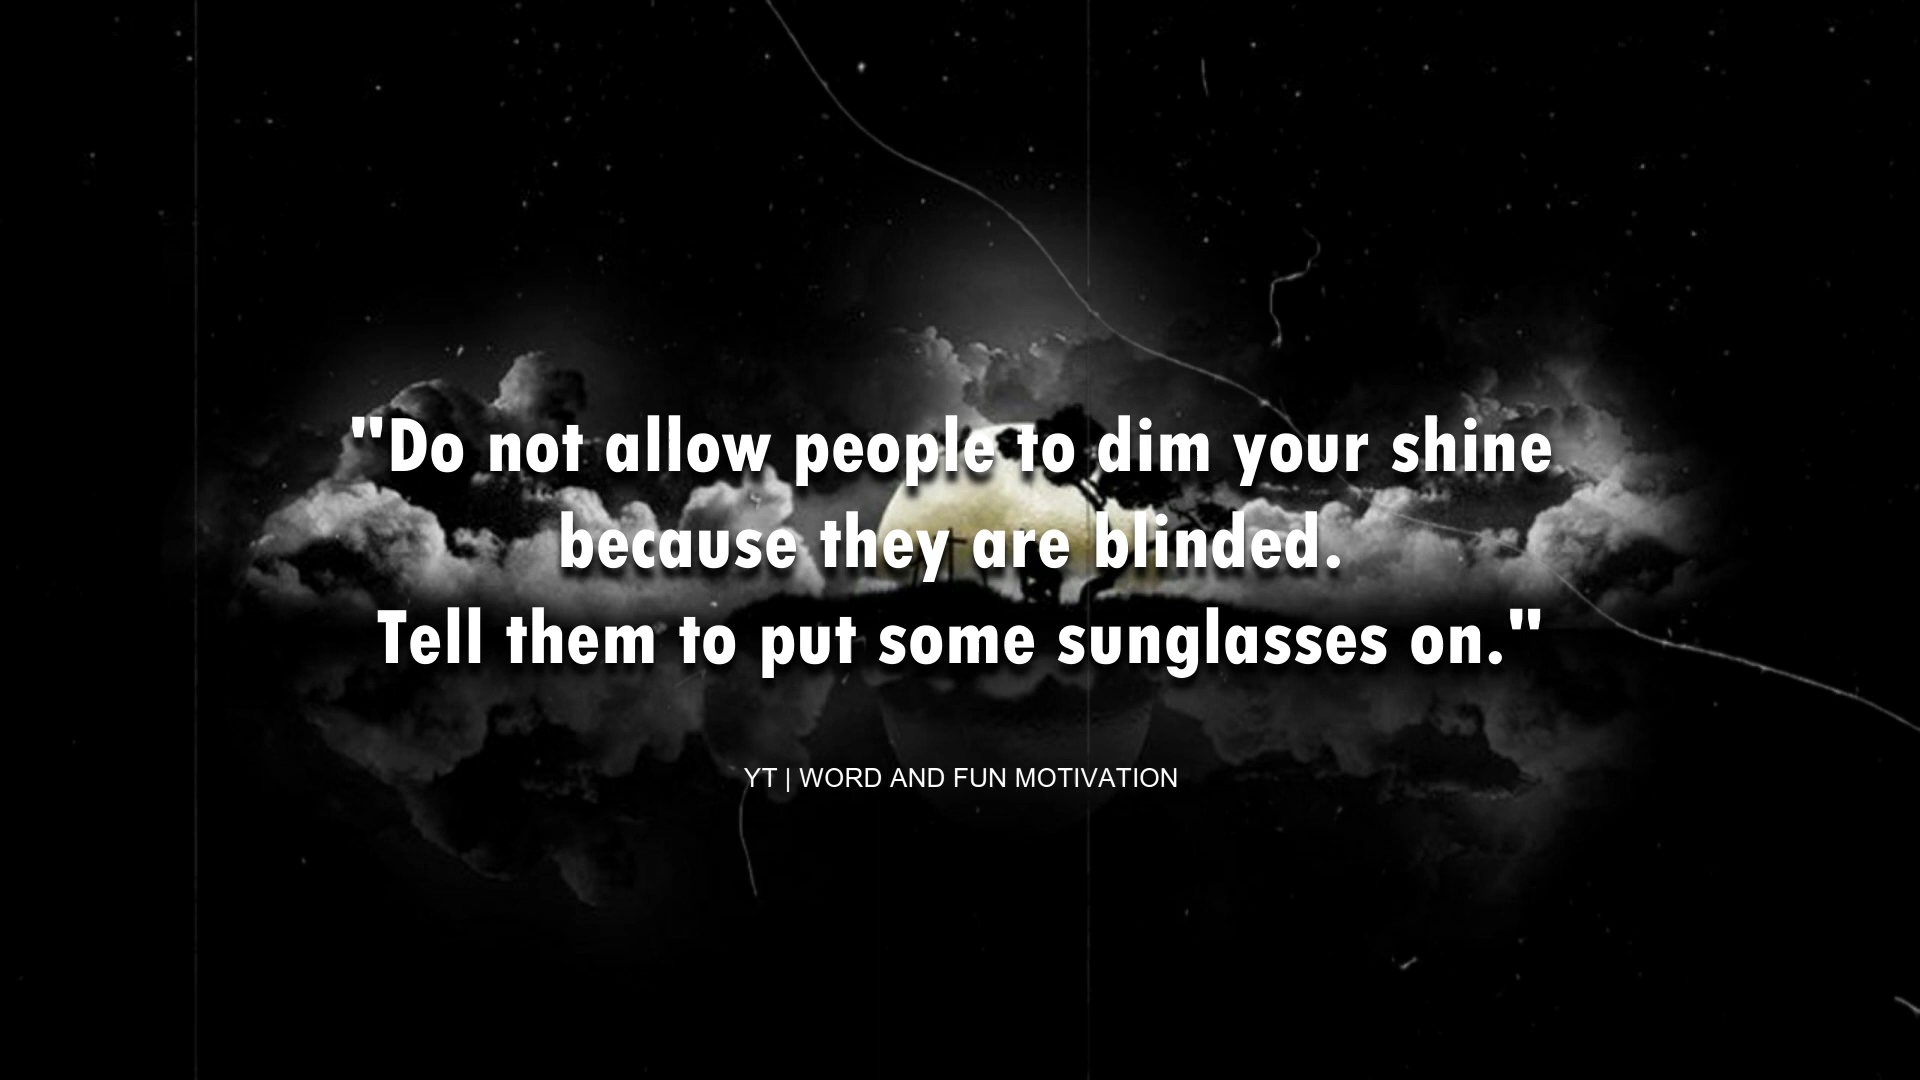 "Do not allow people to dim your shine
because they are blinded.
Tell them to put some sunglasses on."
YT | WORD AND FUN MOTIVATION